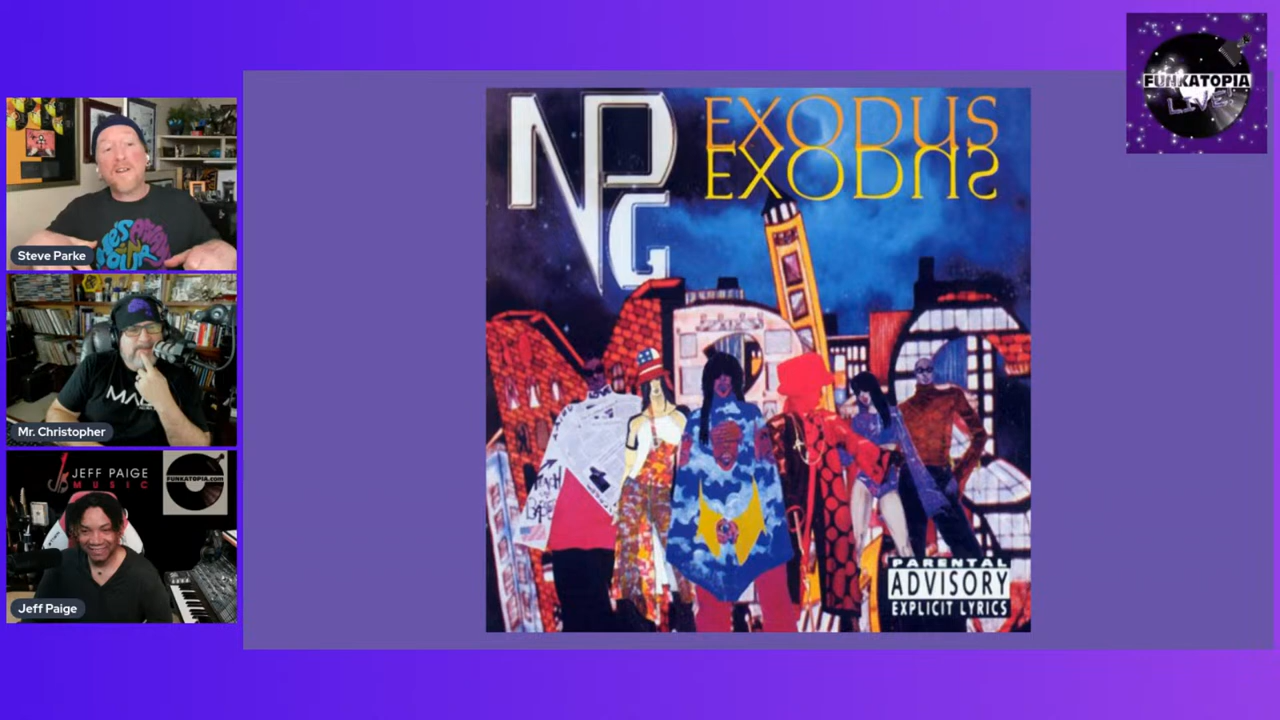 FUNKATOPIA
LIVE!
Steve Parke
Mr. Christopher
JEFF PAIGE
MUSIC
FUNKATOPIA.com
Jeff Paige
NPG
EXODUS
EXODUS
PARENTAL
ADVISORY
EXPLICIT LYRICS